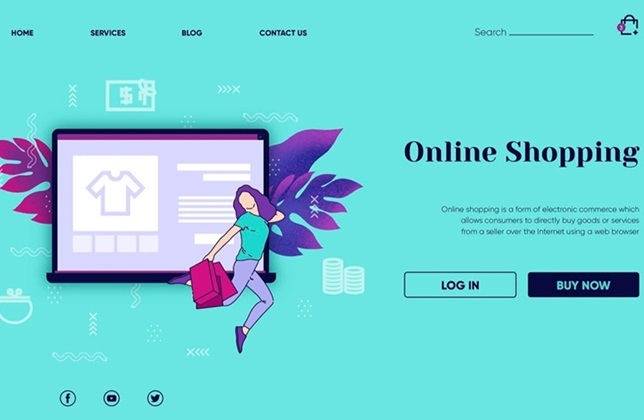 HOME SERVICES BLOG CONTACT US Search
Online Shopping
Online shopping is a form of electronic commerce which
allows consumers to directly buy goods or services
from a seller over the Internet using a web browser
LOG IN BUY NOW